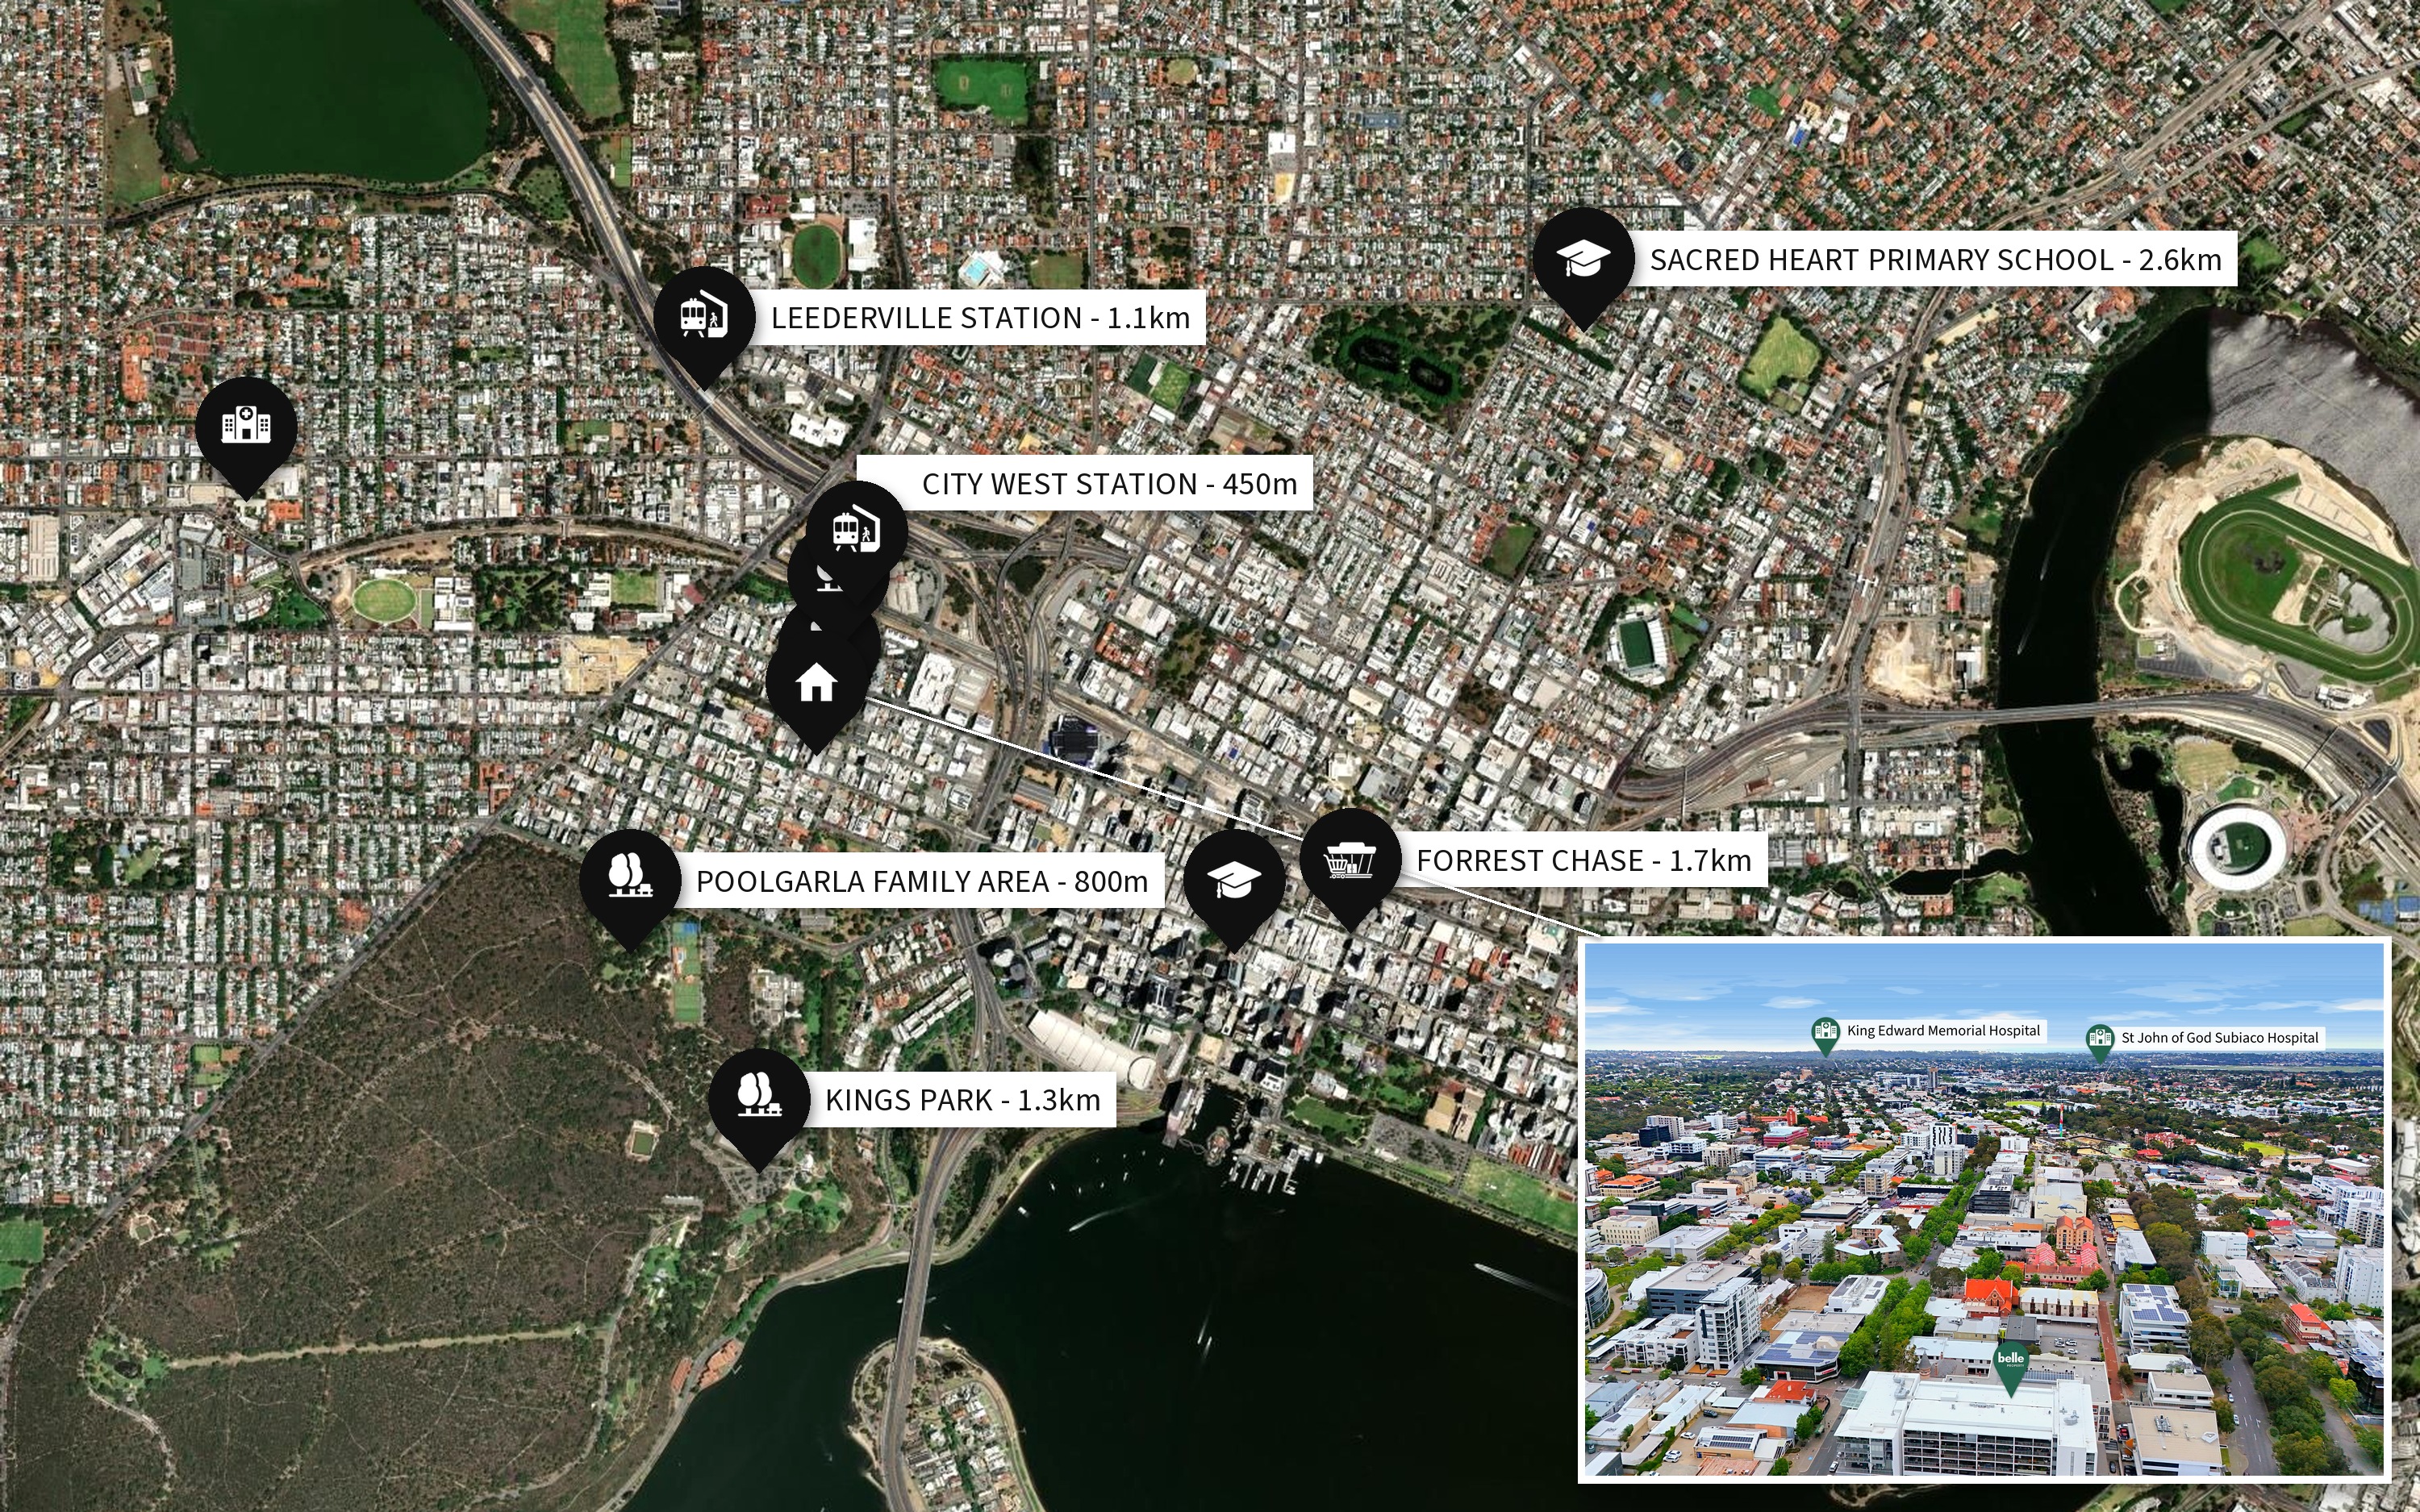 SACRED HEART PRIMARY SCHOOL - 2.6km
LEEDERVILLE STATION - 1.1km
CITY WEST STATION - 450m
FORREST CHASE - 1.7km
POOLGARLA FAMILY AREA - 800m
KINGS PARK - 1.3km
King Edward Memorial Hospital
St John of God Subiaco Hospital
belle